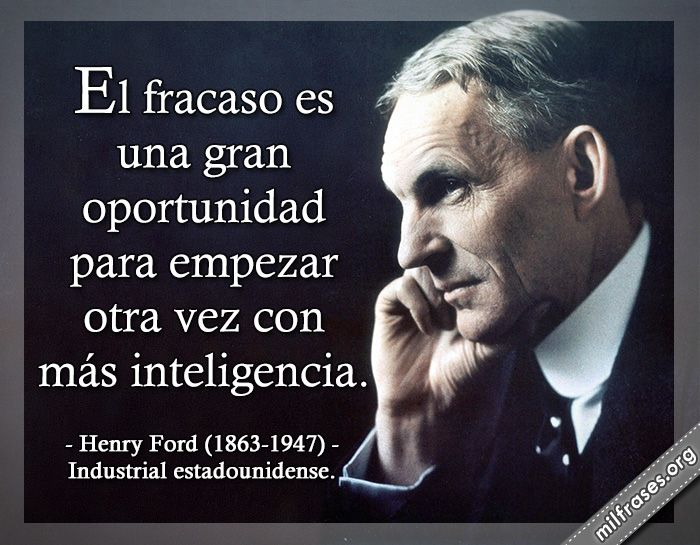 El fracaso es
una gran
oportunidad
para empezar
otra vez con
más inteligencia.
- Henry Ford (1863-1947) -
Industrial estadounidense.
milfrases.org